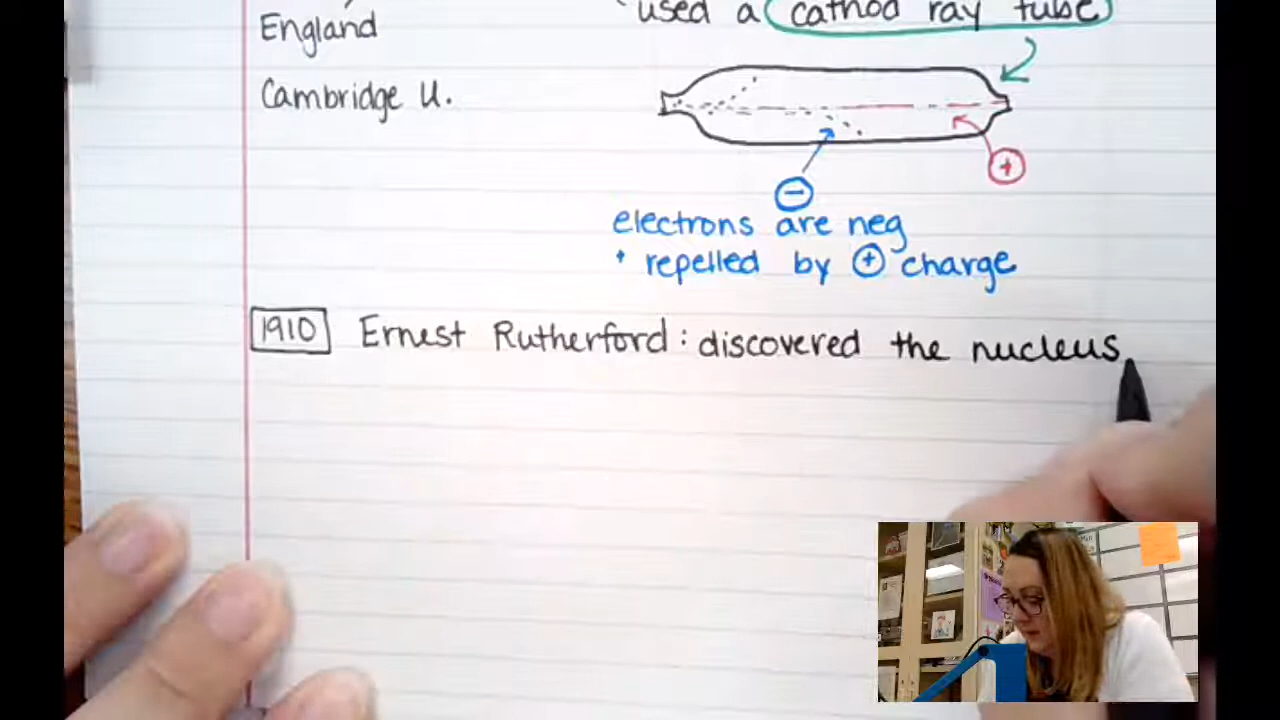 used a cathod ray tube
England
Cambridge U.
+
−
electrons are neg
+ repelled by + charge
1910 Ernest Rutherford: discovered the nucleus